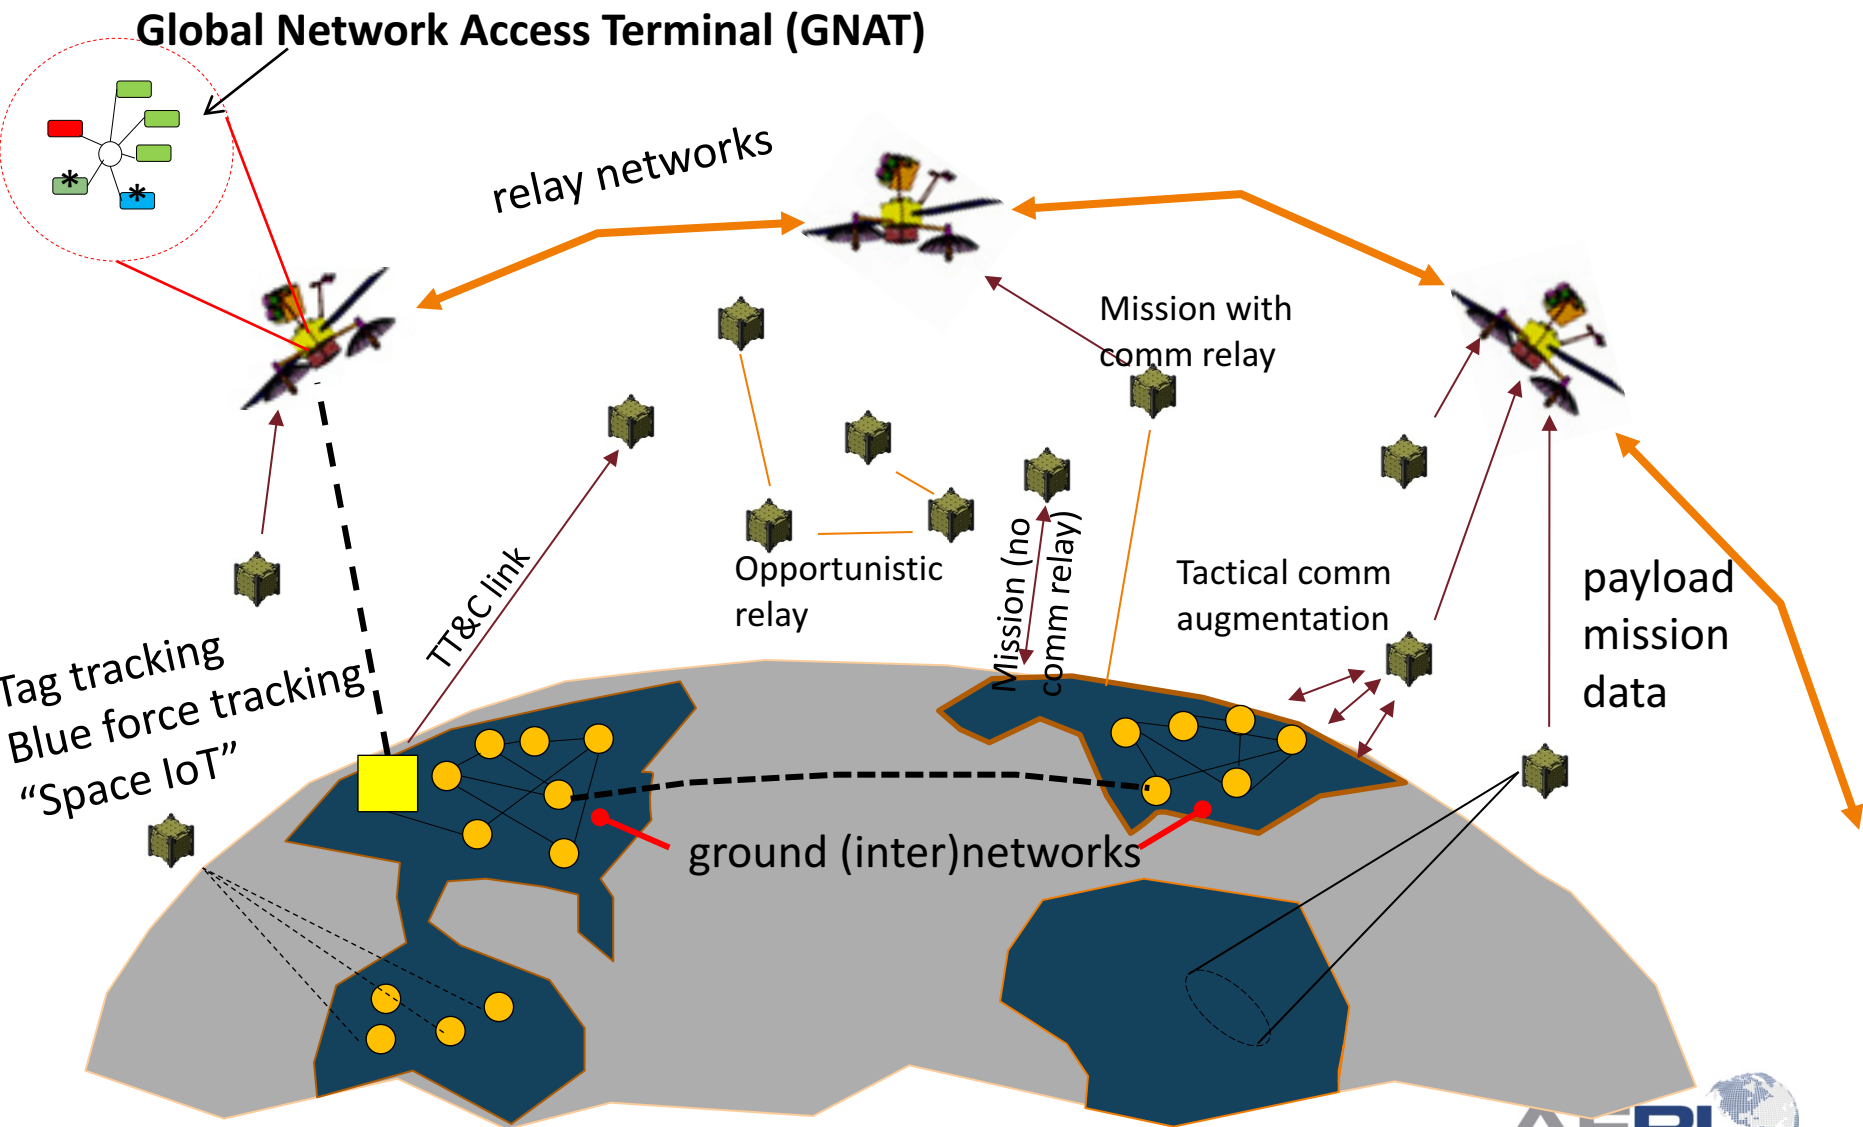 Global Network Access Terminal (GNAT)
*
*
relay networks
Mission with
comm relay
TT&C link
Opportunistic
relay
Mission (no
comm relay)
Tactical comm
augmentation
payload
mission
data
Tag tracking
Blue force tracking
“Space IoT”
ground (inter)networks